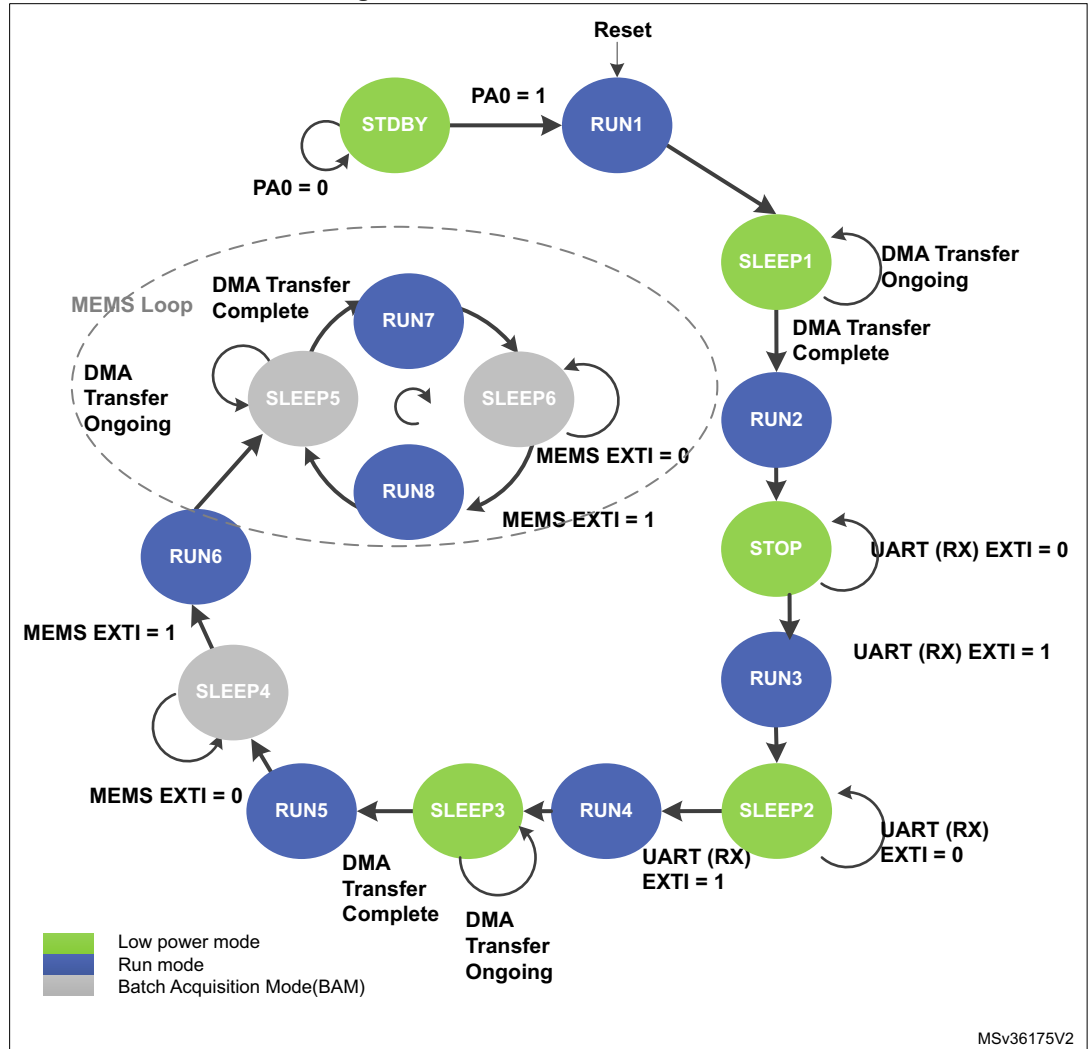 Reset
PA0 = 1
STDBY
RUN1
PA0 = 0
SLEEP1
DMA Transfer
Ongoing
DMA Transfer
Complete
MEMS Loop
DMA Transfer
Complete
RUN7
DMA
Transfer
Ongoing
SLEEP5
SLEEP6
MEMS EXTI = 0
RUN8
MEMS EXTI = 1
RUN2
STOP
UART (RX) EXTI = 0
UART (RX) EXTI = 1
RUN3
RUN6
MEMS EXTI = 1
SLEEP4
MEMS EXTI = 0
RUN5
SLEEP3
RUN4
SLEEP2
UART (RX)
EXTI = 0
UART (RX)
EXTI = 1
DMA
Transfer
Complete
DMA
Transfer
Ongoing
Low power mode
Run mode
Batch Acquisition Mode(BAM)
MSv36175V2